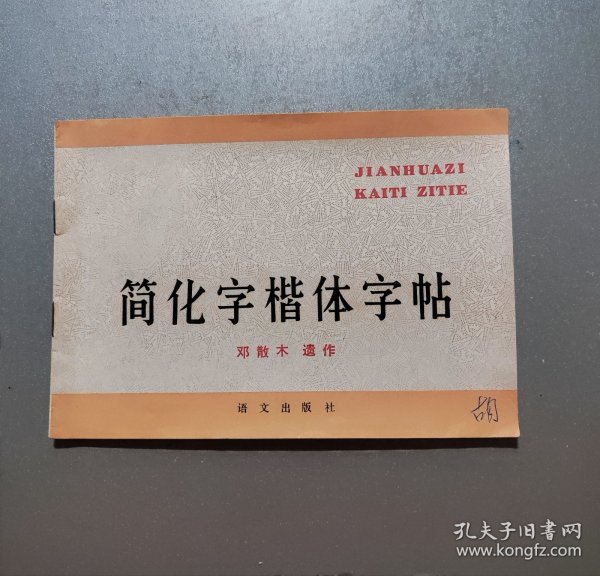 JIANHUAZI
KAITI ZITIE
简化字楷体字帖
邓散木 遗作
语文出版社
胡
孔夫子旧书网
www.kongfz.com